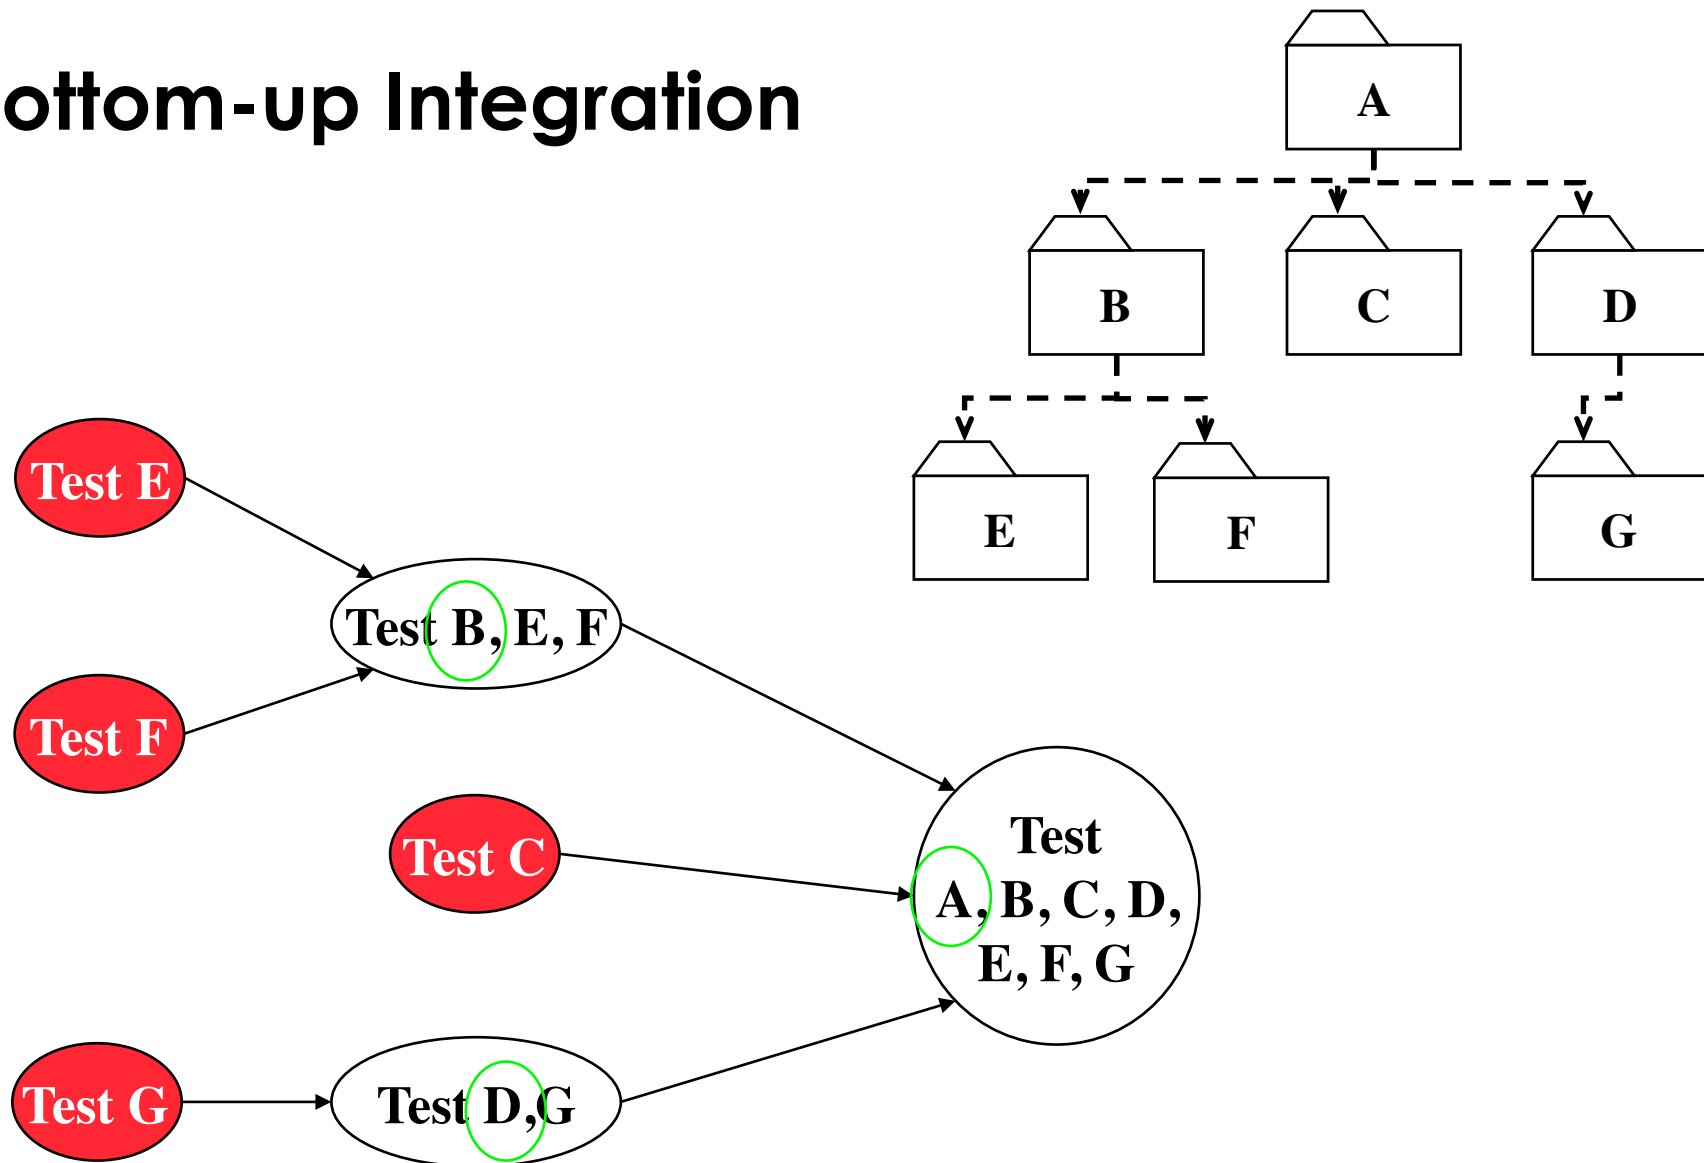 ottom-up Integration
A
B
C
D
E
F
G
Test E
Test B, E, F
Test F
Test C
Test
A, B, C, D,
E, F, G
Test G
Test D,G